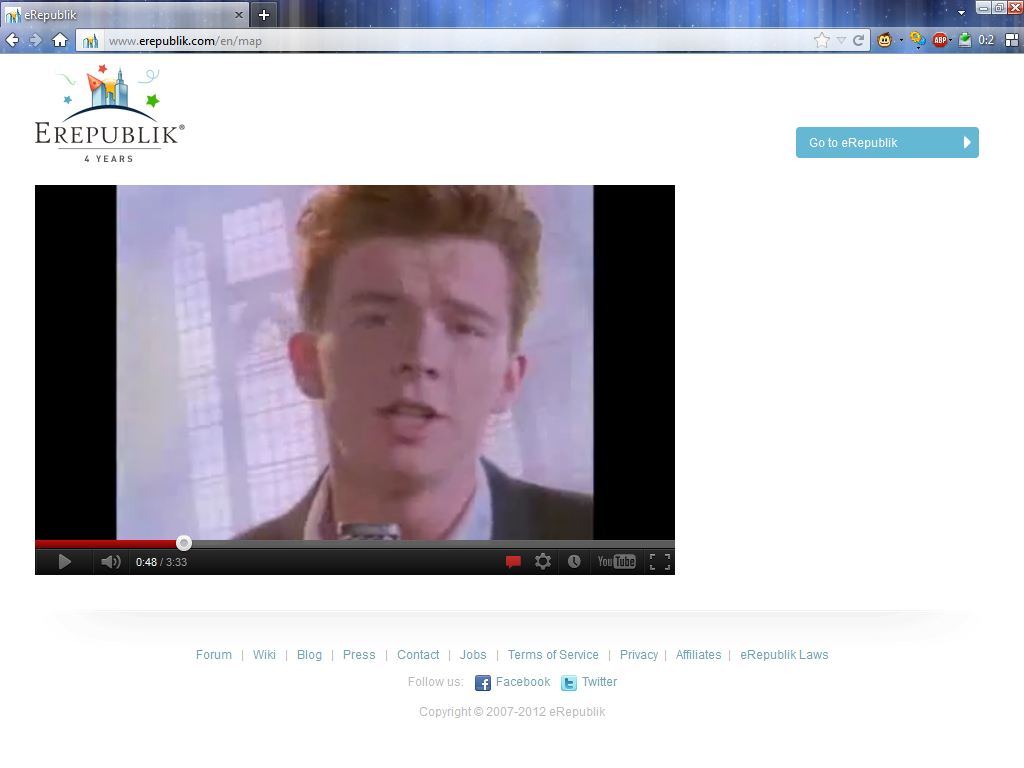 eRepublik
www.erepublik.com/en/map
ABP
0:2
EREPUBLIK®
4 YEARS
Go to eRepublik
0:48 / 3:33
YouTube
Forum | Wiki | Blog | Press | Contact | Jobs | Terms of Service | Privacy | Affiliates | eRepublik Laws
Follow us: Facebook Twitter
Copyright © 2007-2012 eRepublik